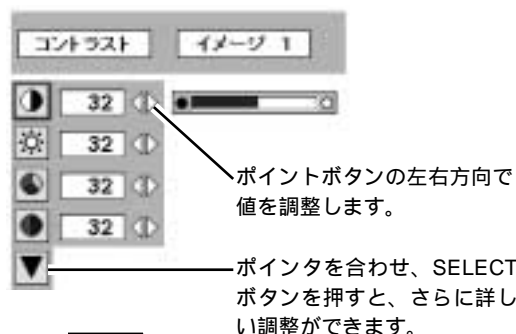 コントラスト
イメージ 1
32
32
32
32
ポイントボタンの左右方向で
値を調整します。
ポインタを合わせ、SELECT
ボタンを押すと、さらに詳し
い調整ができます。